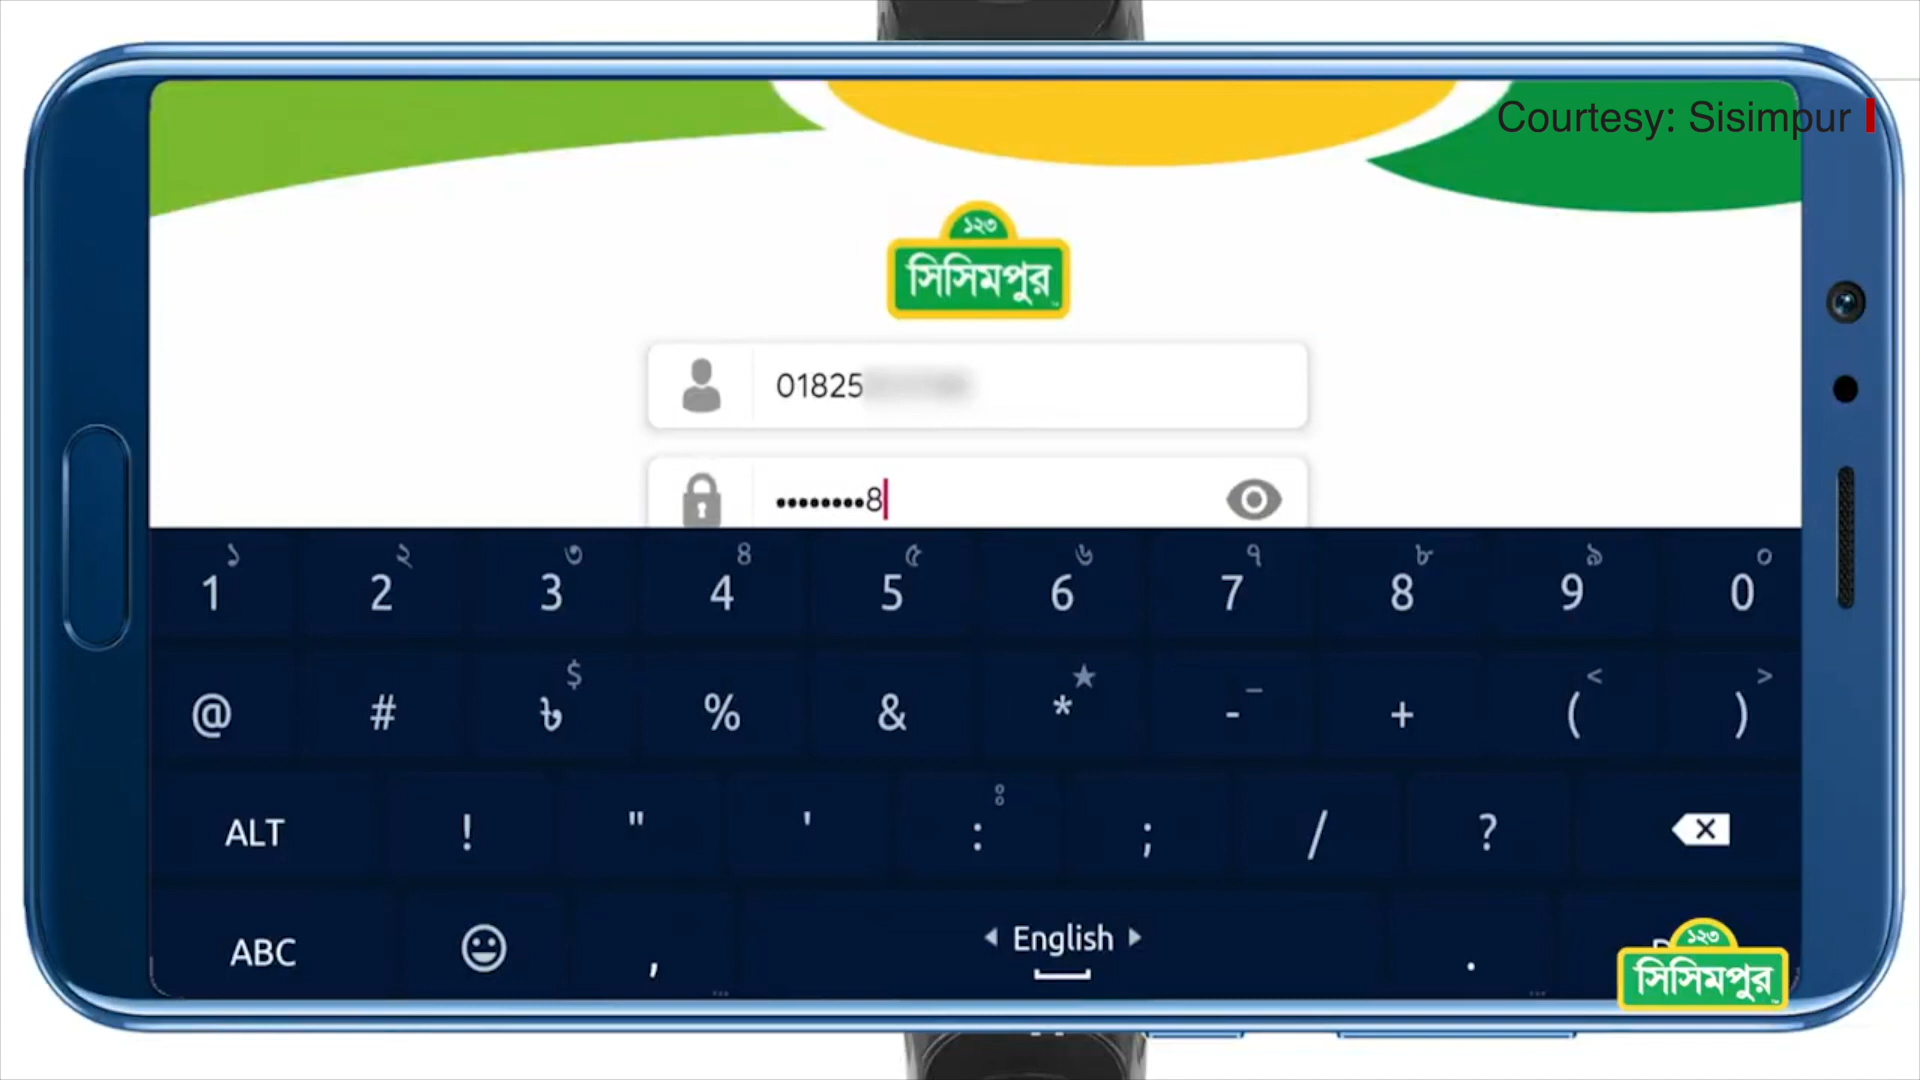 Courtesy: Sisimpur
১২৩
সিসিমপুর
01825
••••••••8
১ ২ ৩ ৪ ৫ ৬ ৭ ৮ ৯ ০
1 2 3 4 5 6 7 8 9 0
$ ★ _ < >
@ # ৳ % & * - + ( )
ALT ! " ' : ; / ?
ABC , English .
১২৩
সিসিমপুর